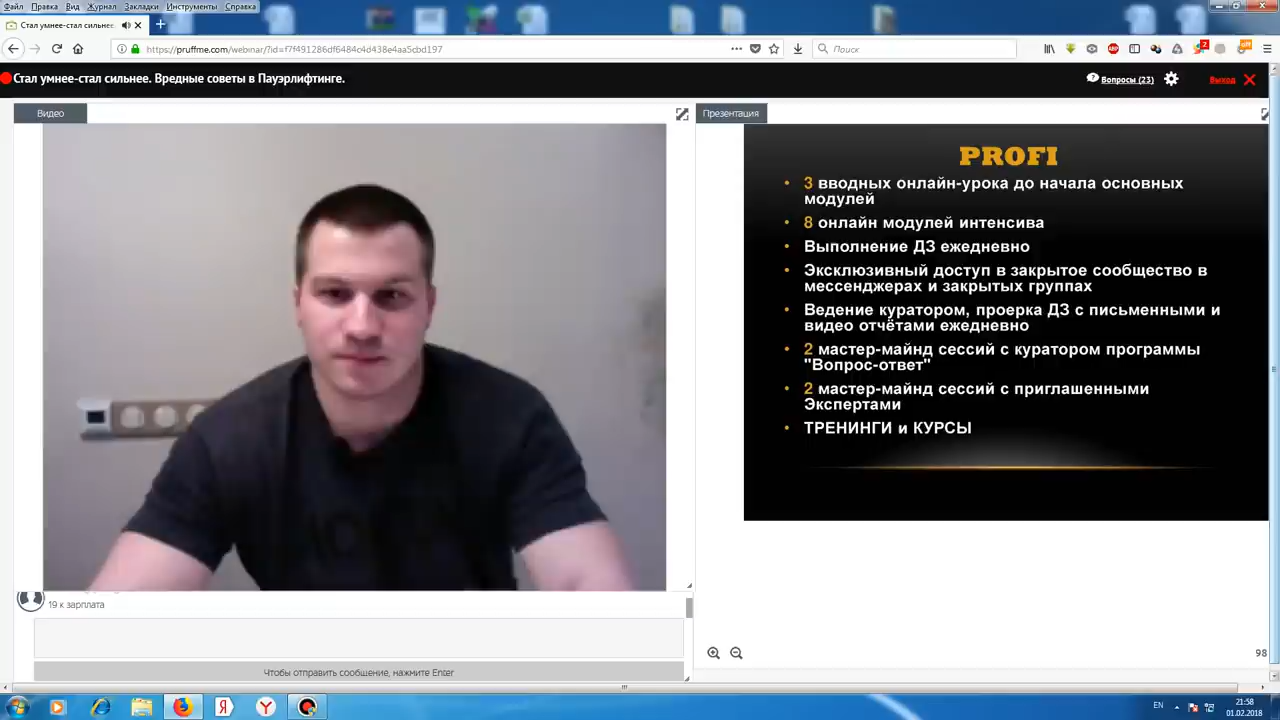 Файл Правка Вид Журнал Закладки Инструменты Справка
Стал умнее-стал сильнее.
https://pruffme.com/webinar/?id=f7f491286df6484c4d438e4aa5cbd197
Поиск
ABP
2
off
Стал умнее-стал сильнее. Вредные советы в Пауэрлифтинге.
Вопросы (23)
Выход
Видео
Презентация
PROFI
• 3 вводных онлайн-урока до начала основных
модулей
• 8 онлайн модулей интенсива
• Выполнение ДЗ ежедневно
• Эксклюзивный доступ в закрытое сообщество в
мессенджерах и закрытых группах
• Ведение куратором, проерка ДЗ с письменными и
видео отчётами ежедневно
• 2 мастер-майнд сессий с куратором программы
"Вопрос-ответ"
• 2 мастер-майнд сессий с приглашенными
Экспертами
• ТРЕНИНГИ и КУРСЫ
19 к зарплата
Чтобы отправить сообщение, нажмите Enter
98
EN
21:58
01.02.2018